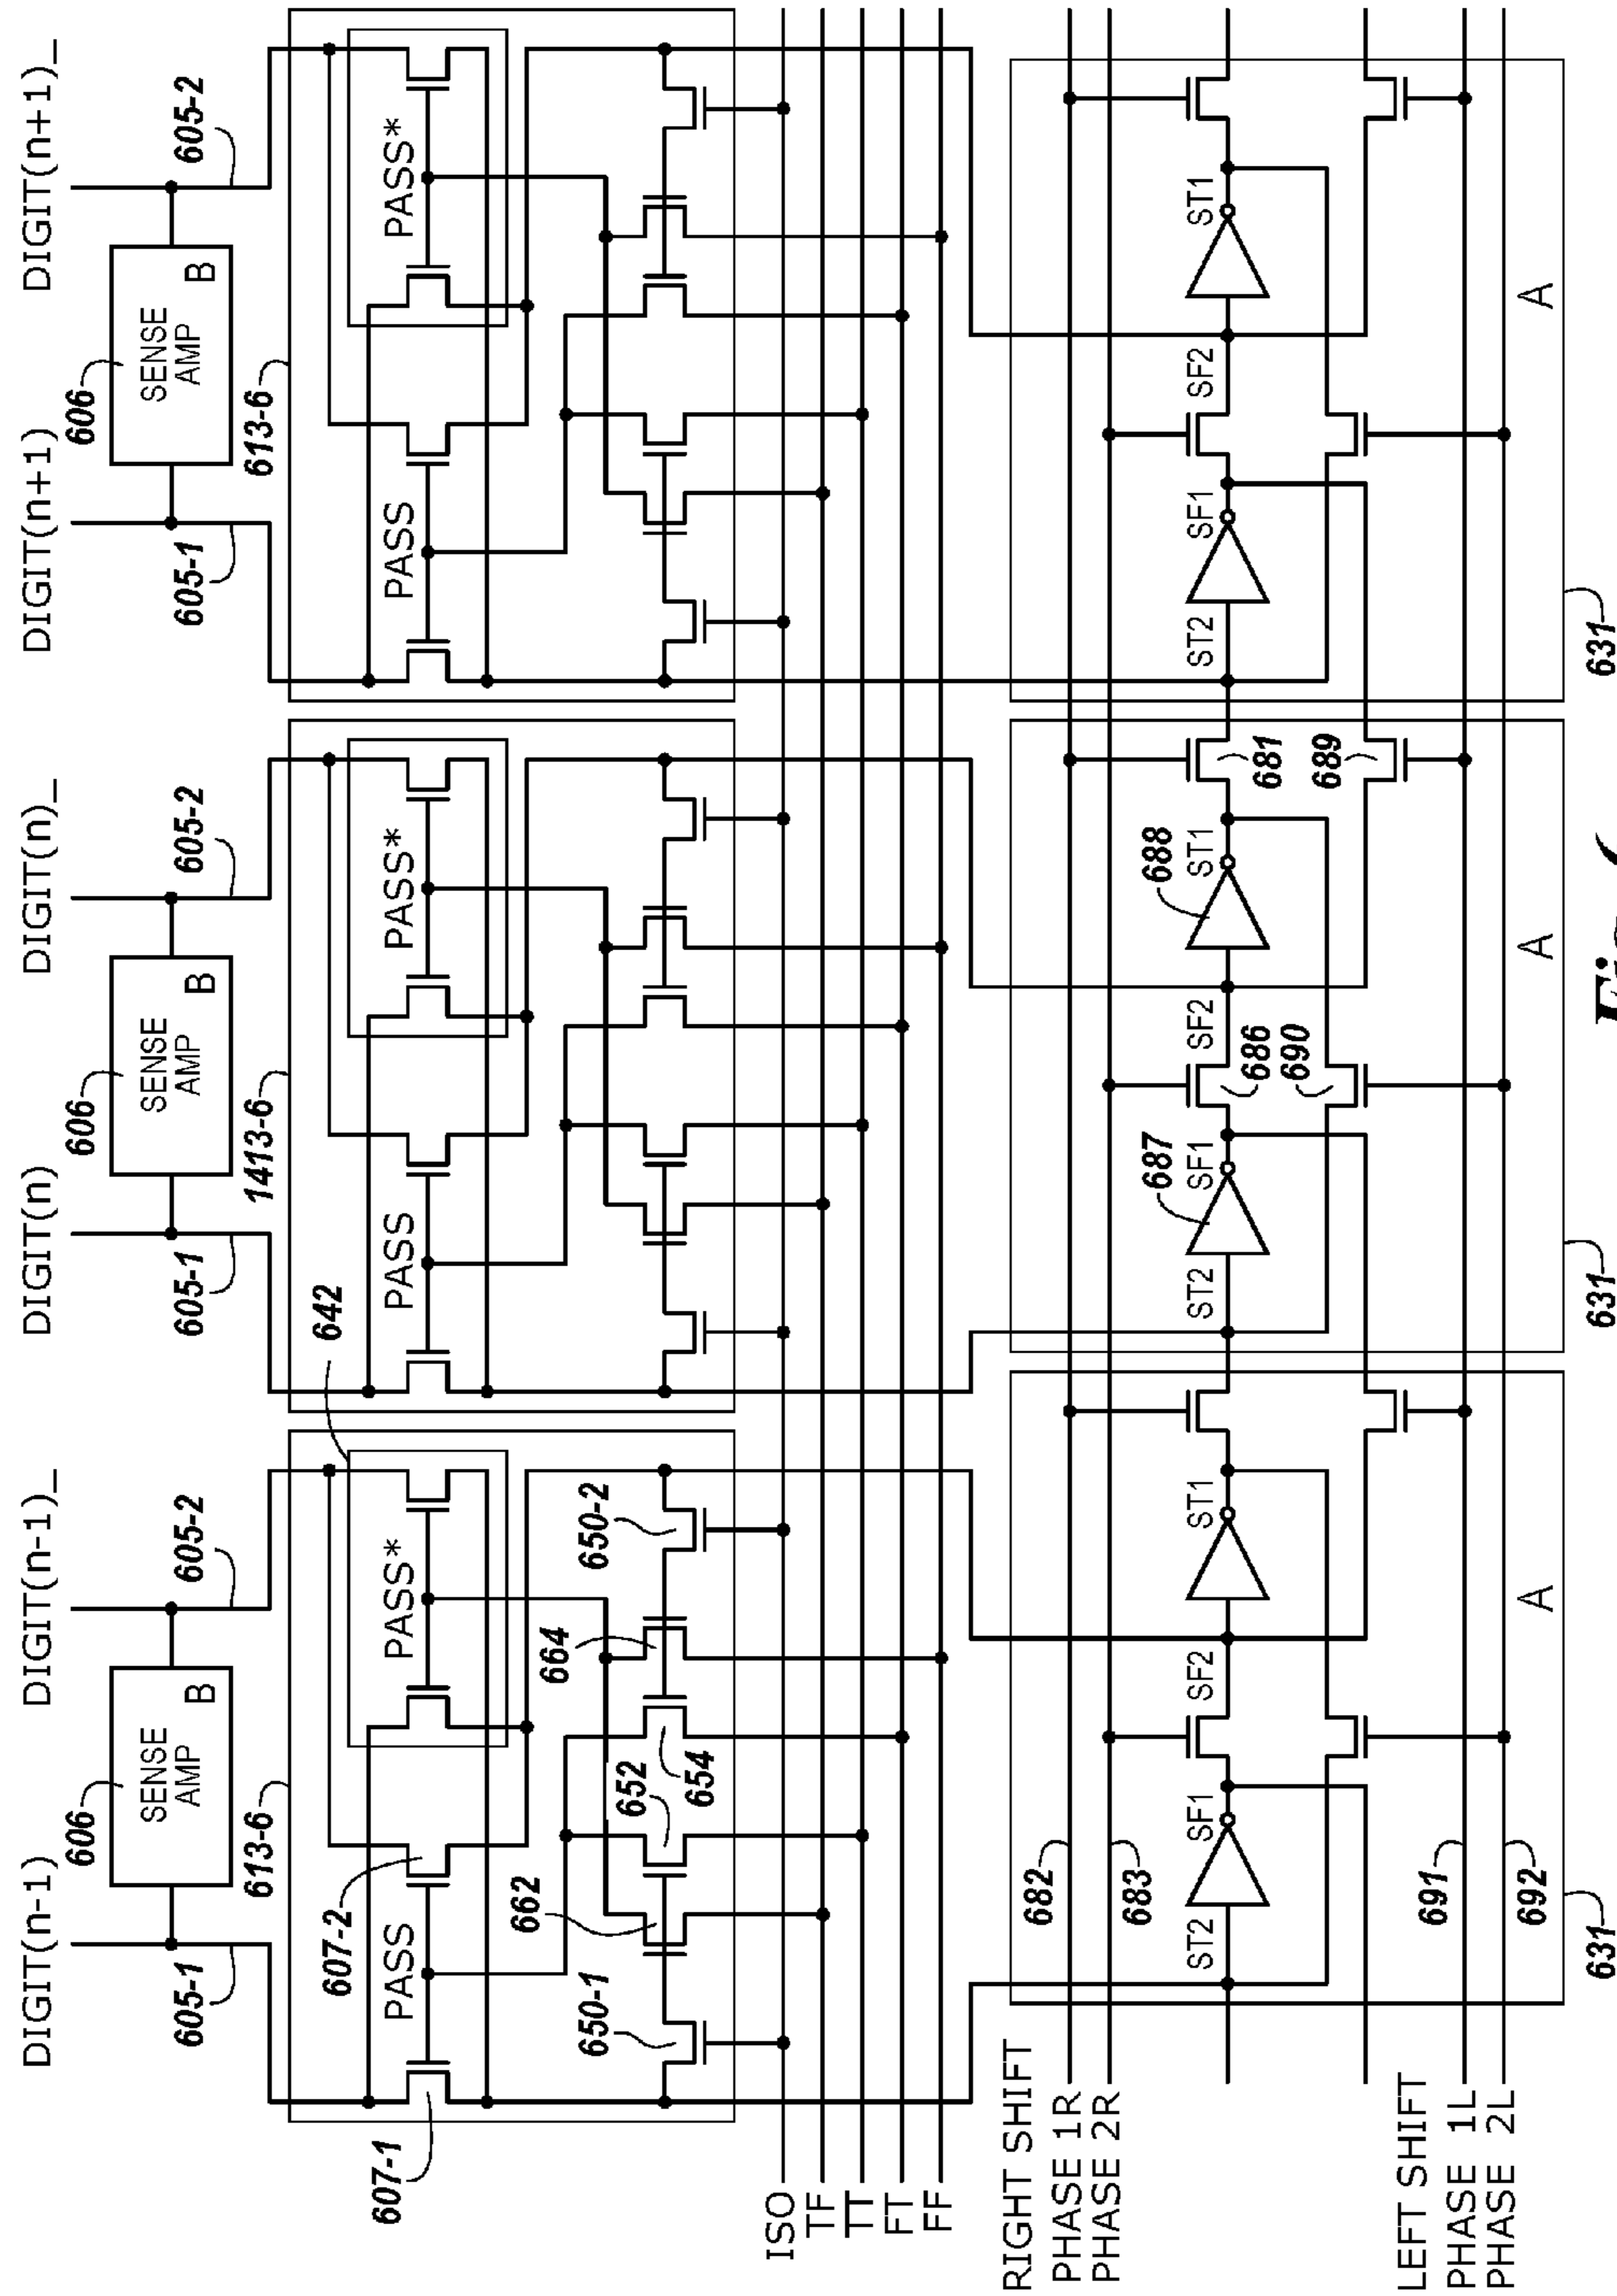 DIGIT(n-1) DIGIT(n-1)_ DIGIT(n) DIGIT(n)_ DIGIT(n+1) DIGIT(n+1)_
606 606 606
605-1 SENSE AMP B 605-2 605-1 SENSE AMP B 605-2 605-1 SENSE AMP B 605-2
613-6 642 1413-6 613-6
607-2
607-1 PASS PASS* PASS PASS* PASS PASS*
662 652 664
650-1 654 650-2
ISO
TF
TT
FT
FF
RIGHT SHIFT
PHASE 1R 682
PHASE 2R 683
687 688
ST2 SF1 SF2 ST1 ST2 SF1 SF2 ST1 ST2 SF1 SF2 ST1
686 681
690 689
LEFT SHIFT
PHASE 1L 691
PHASE 2L 692
A A A
631 631 631